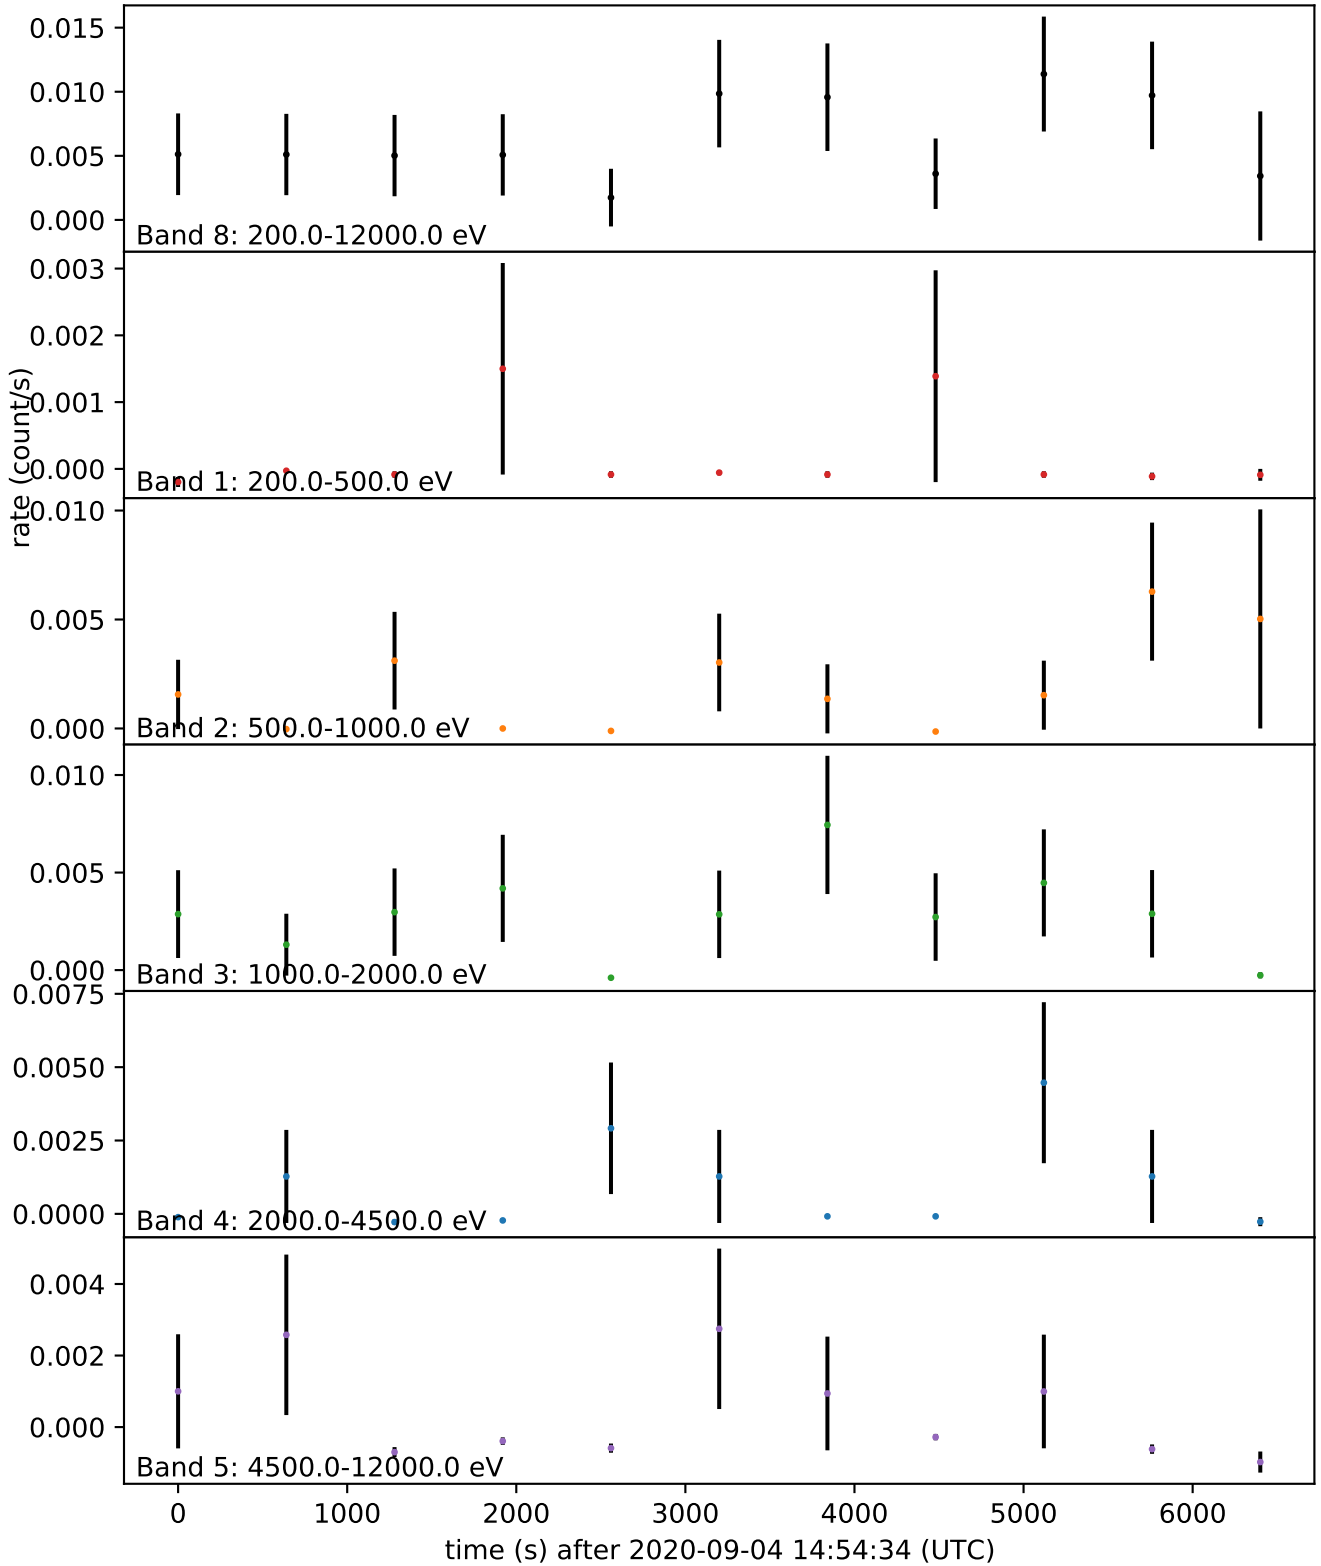 0.015
0.010
0.005
0.000
Band 8: 200.0-12000.0 eV
0.003
0.002
0.001
0.000
Band 1: 200.0-500.0 eV
rate (count/s)
0.010
0.005
0.000
Band 2: 500.0-1000.0 eV
0.010
0.005
0.000
Band 3: 1000.0-2000.0 eV
0.0075
0.0050
0.0025
0.0000
Band 4: 2000.0-4500.0 eV
0.004
0.002
0.000
Band 5: 4500.0-12000.0 eV
0 1000 2000 3000 4000 5000 6000
time (s) after 2020-09-04 14:54:34 (UTC)